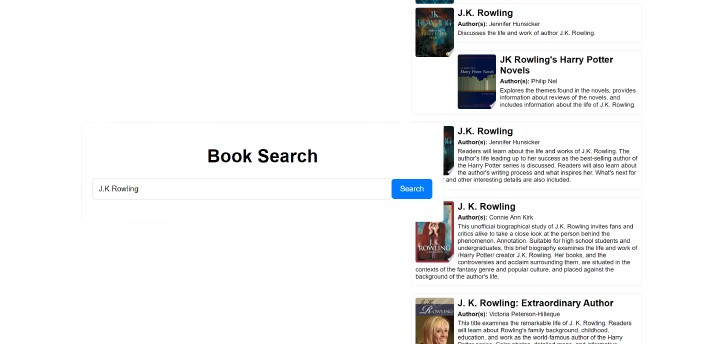 J.K. Rowling
Author(s): Jennifer Hunsicker
Discusses the life and work of author J.K. Rowling.
JK Rowling's Harry Potter
Novels
Author(s): Philip Nel
Explores the themes found in the novels, provides
information about reviews of the novels, and
includes information about the life of J.K. Rowling.
Book Search
J.K Rowling
Search
J.K. Rowling
Author(s): Jennifer Hunsicker
Readers will learn about the life and works of J.K. Rowling. The
author's life leading up to her success as the best-selling author of
the Harry Potter series is discussed. Readers will also learn about
the author's writing process and what inspires her. What's next for
and other interesting details are also included.
J. K. Rowling
Author(s): Connie Ann Kirk
This unofficial biographical study of J.K. Rowling invites fans and
critics alike to take a close look at the person behind the
phenomenon. Annotation. Suitable for high school students and
undergraduates, this brief biography examines the life and work of
/Harry Potter/ creator J.K. Rowling. Her books, and the
controversies and acclaim surrounding them, are situated in the
contexts of the fantasy genre and popular culture, and placed against the
background of the author's life.
ROWLING
J. K. Rowling: Extraordinary Author
Author(s): Victoria Peterson-Hilleque
This title examines the remarkable life of J. K. Rowling. Readers
will learn about Rowling's family background, childhood,
education, and work as the world-famous author of the Harry